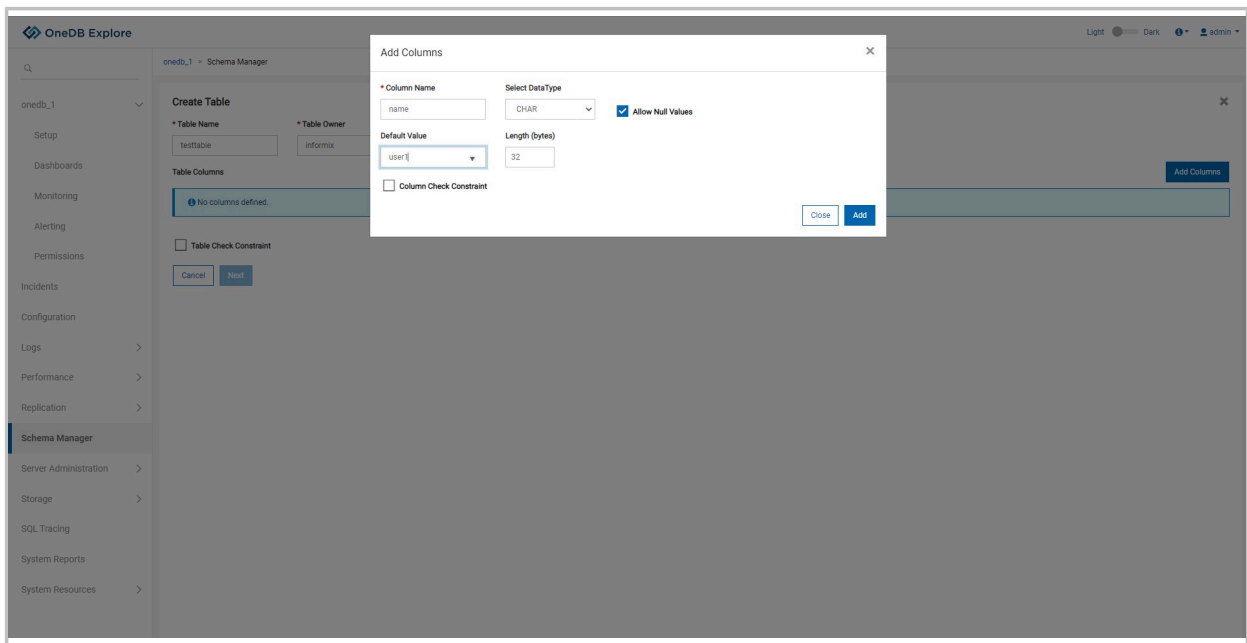 OneDB Explore
Light Dark admin
onedb_1 > Schema Manager
Add Columns
* Column Name Select DataType
name CHAR Allow Null Values
Default Value Length (bytes)
user1 32
Column Check Constraint
Close Add
onedb_1
Setup
Dashboards
Monitoring
Alerting
Permissions
Incidents
Configuration
Logs
Performance
Replication
Schema Manager
Server Administration
Storage
SQL Tracing
System Reports
System Resources
Create Table
* Table Name * Table Owner
testtable informix
Table Columns Add Columns
No columns defined.
Table Check Constraint
Cancel Next